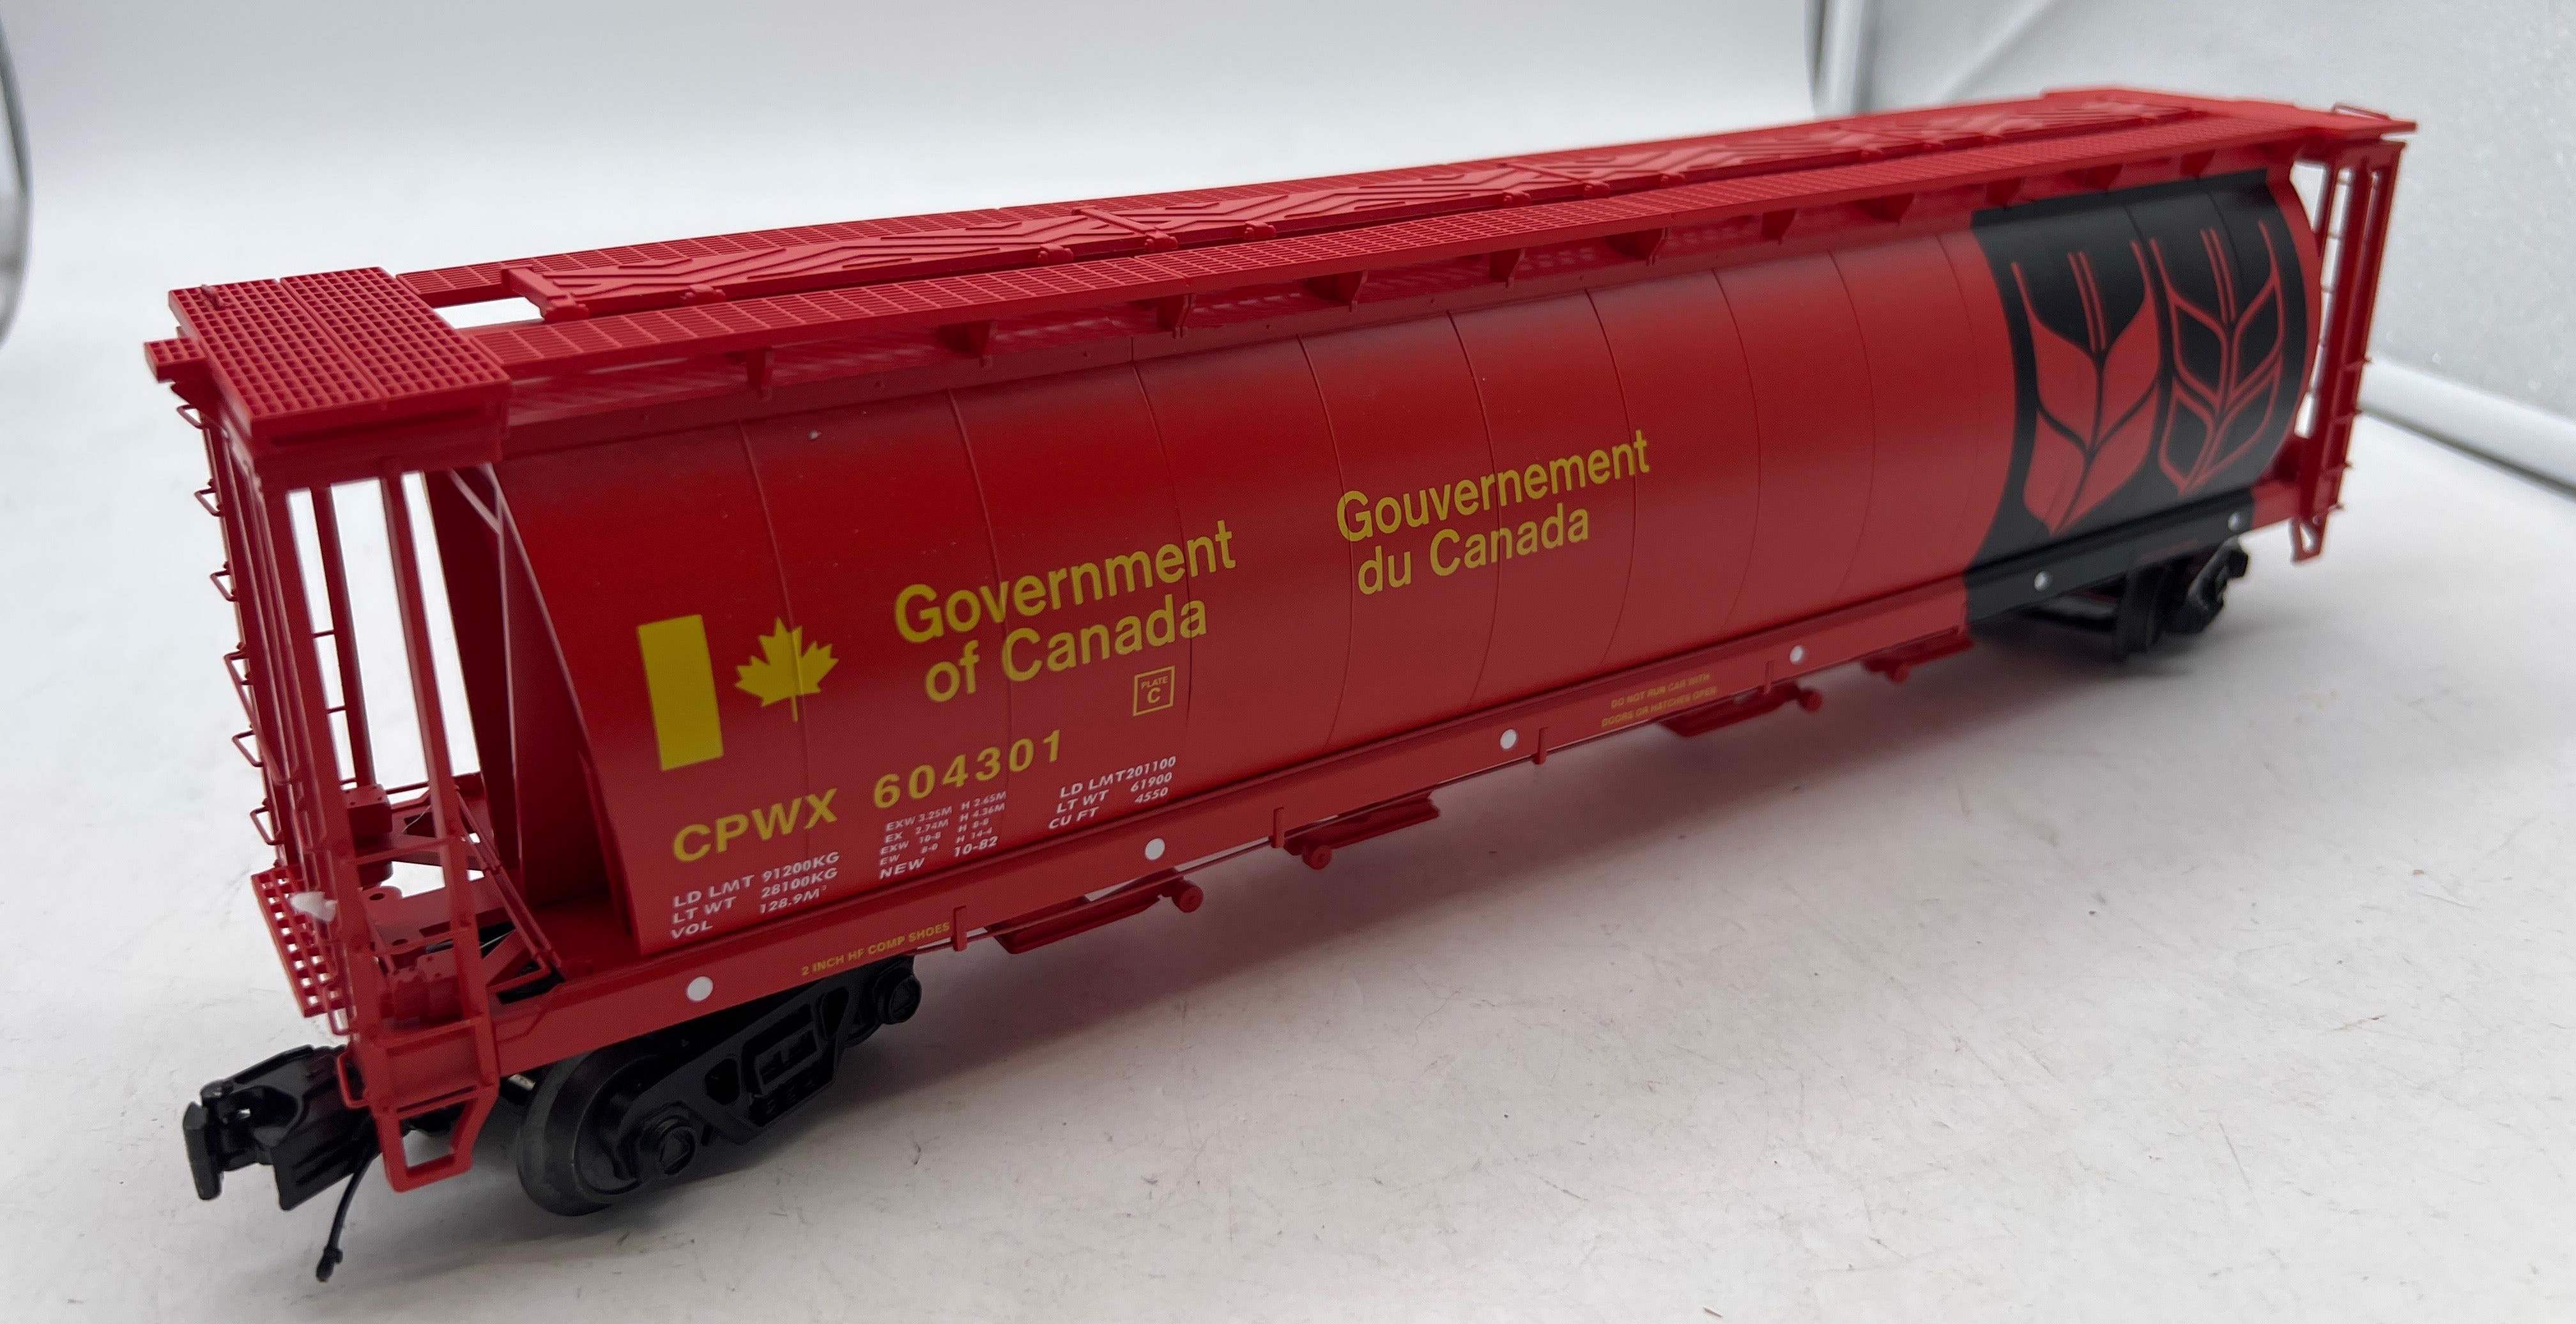 Government
of Canada
Gouvernement
du Canada
PLATE
C
CPWX 604301
LD LMT 91200KG
LT WT 28100KG
VOL 128.9M³
EXW 3.25M H 2.65M
EX 2.74M H 4.36M
EXW 10-8 H 8-8
EW 8-0 H 14-4
NEW 10-82
LD LMT 201100
LT WT 61900
CU FT 4550
2 INCH HF COMP SHOES
DO NOT RUN CAR WITH
DOORS OR HATCHES OPEN